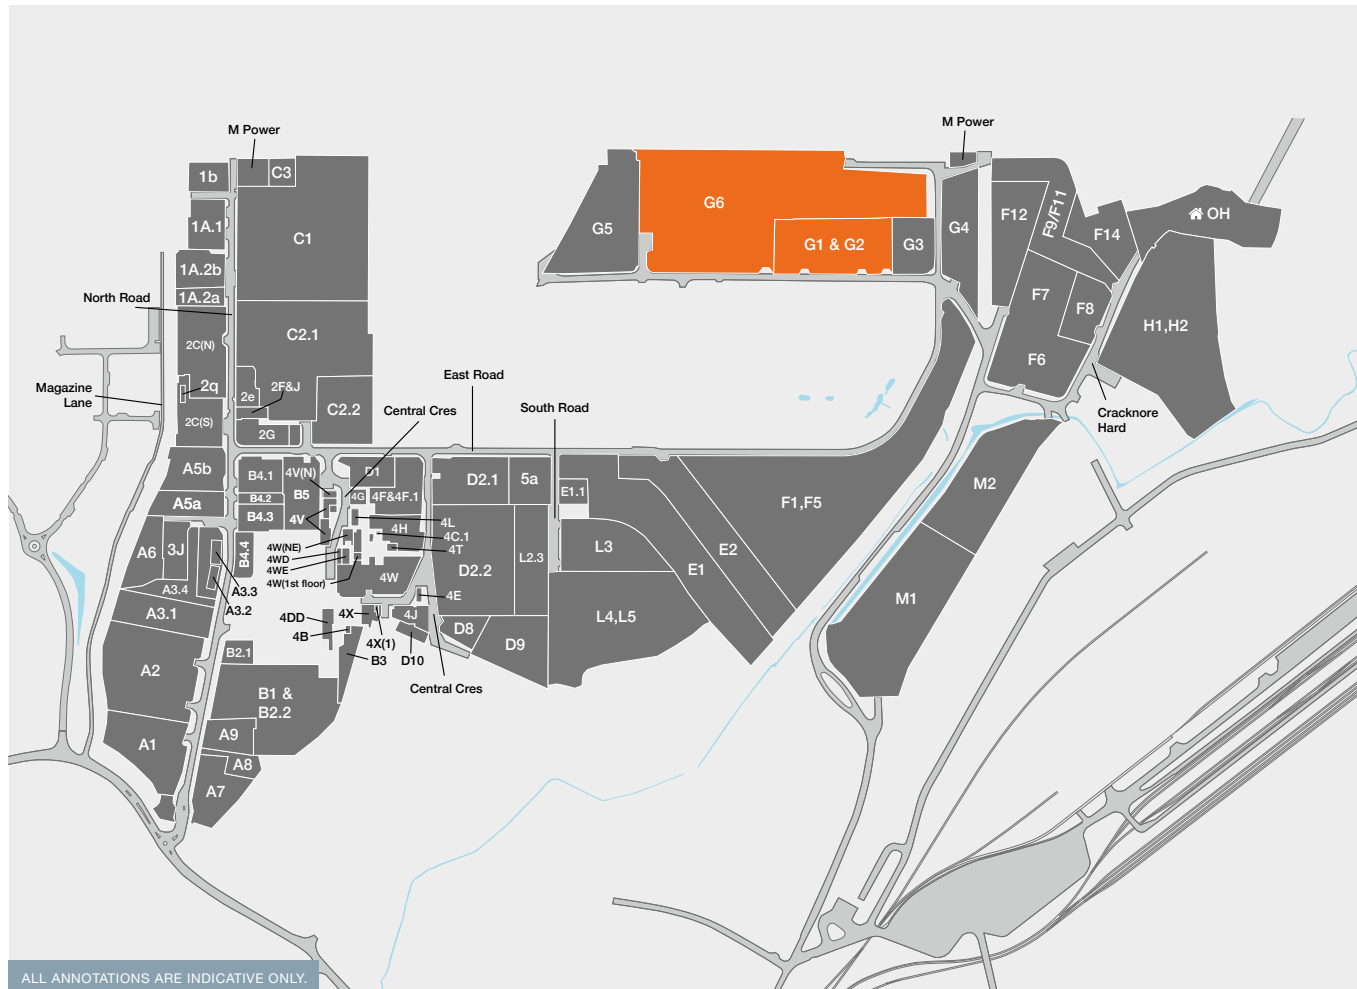 M Power
M Power
1b
C3
1A.1
C1
G6
G5
G1 & G2
G3
G4
F12
F9/F11
F14
OH
1A.2b
1A.2a
North Road
2C(N)
C2.1
F7
F8
H1,H2
F6
Magazine
Lane
2q
2e
2F&J
C2.2
East Road
Central Cres
South Road
Cracknore
Hard
2C(S)
2G
A5b
B4.1
4V(N)
D1
D2.1
5a
E1.1
M2
A5a
B4.2
B5
4G
4F&4F.1
F1,F5
B4.3
4V
4L
4H
4C.1
4T
A6
3J
B4.4
4W(NE)
4WD
4WE
4W(1st floor)
4W
L2.3
L3
E2
D2.2
E1
A3.3
A3.4
A3.2
A3.1
4E
M1
4DD
4X
4J
4B
4X(1)
D10
B3
D8
D9
L4,L5
A2
B2.1
Central Cres
B1 &
B2.2
A9
A1
A8
A7
ALL ANNOTATIONS ARE INDICATIVE ONLY.